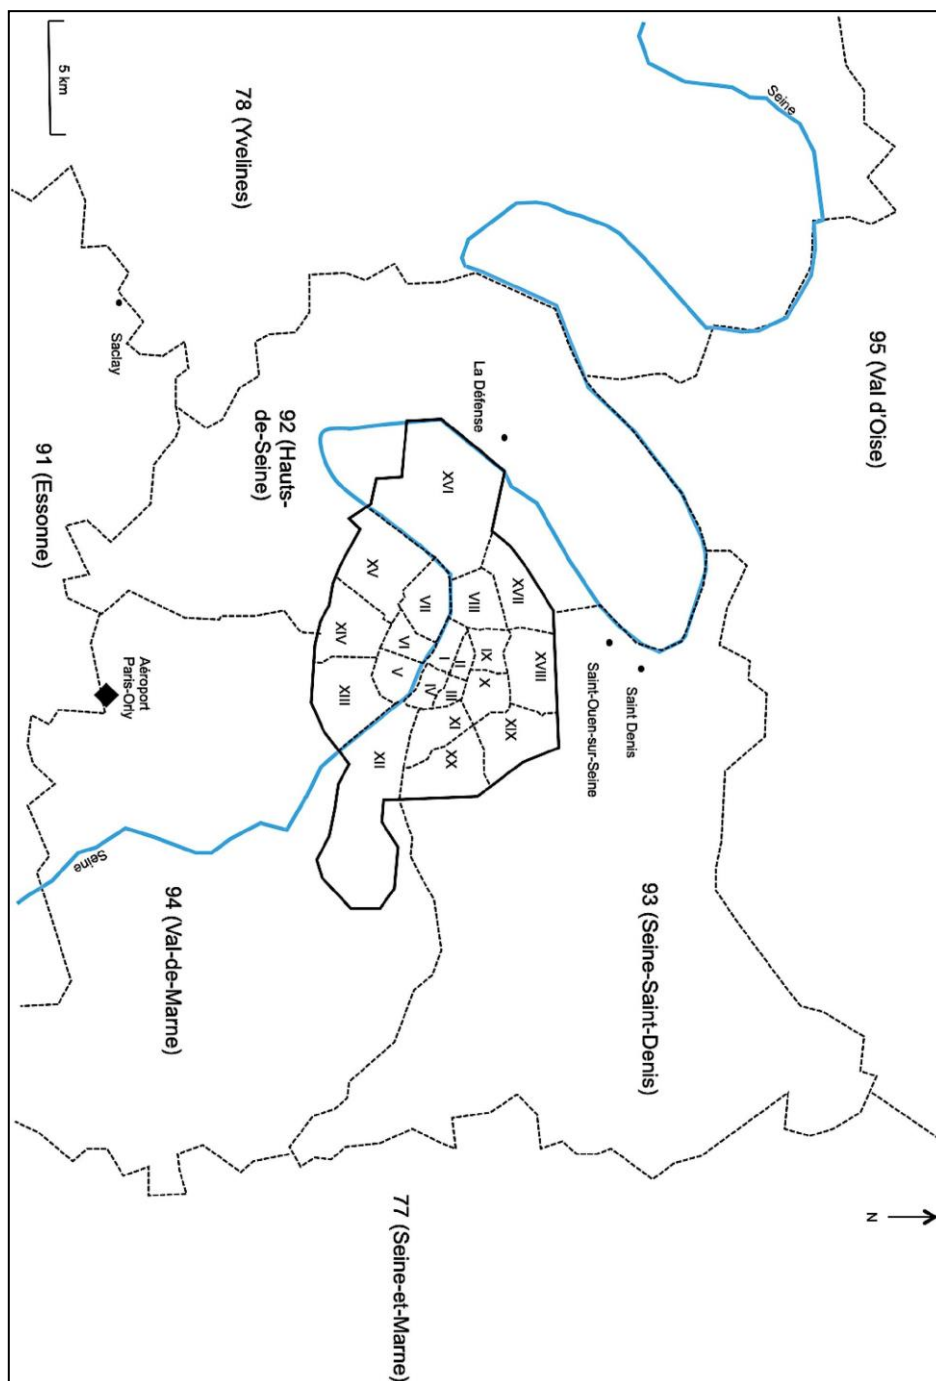 N
95 (Val d'Oise)
Seine
93 (Seine-Saint-Denis)
Saint Denis
Saint-Ouen-sur-Seine
La Défense
XVII
XVIII
XIX
VIII
IX
X
XVI
I
II
III
XI
XX
VII
IV
VI
V
77 (Seine-et-Marne)
XV
XII
XIV
XIII
92 (Hauts-
de-Seine)
78 (Yvelines)
94 (Val-de-Marne)
Aéroport
Paris-Orly
Saclay
Seine
5 km
91 (Essonne)